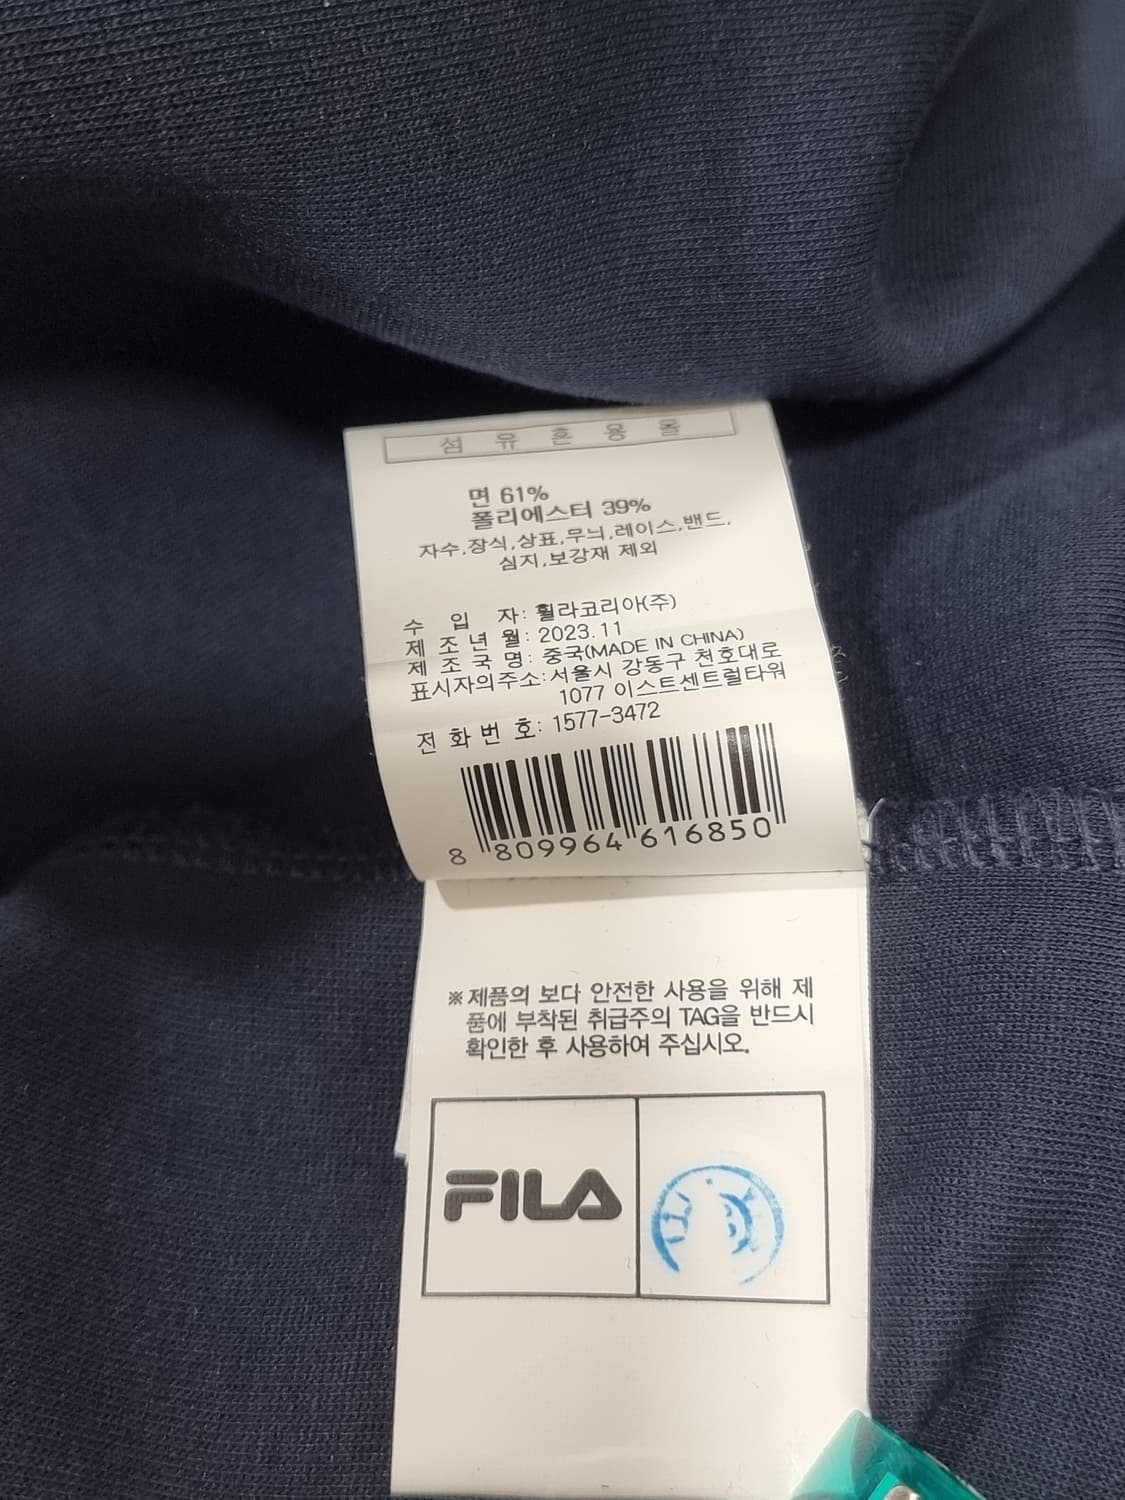 섬 유 혼 용 율
면 61%
폴리에스터 39%
자수,장식,상표,무늬,레이스,밴드,
심지,보강재 제외
수 입 자: 휠라코리아(주)
제 조 년 월: 2023.11
제 조 국 명: 중국(MADE IN CHINA)
표시자의주소:서울시 강동구 천호대로
1077 이스트센트럴타워
전 화 번 호: 1577-3472
8 809964 616850
※제품의 보다 안전한 사용을 위해 제
품에 부착된 취급주의 TAG을 반드시
확인한 후 사용하여 주십시오.
FILA